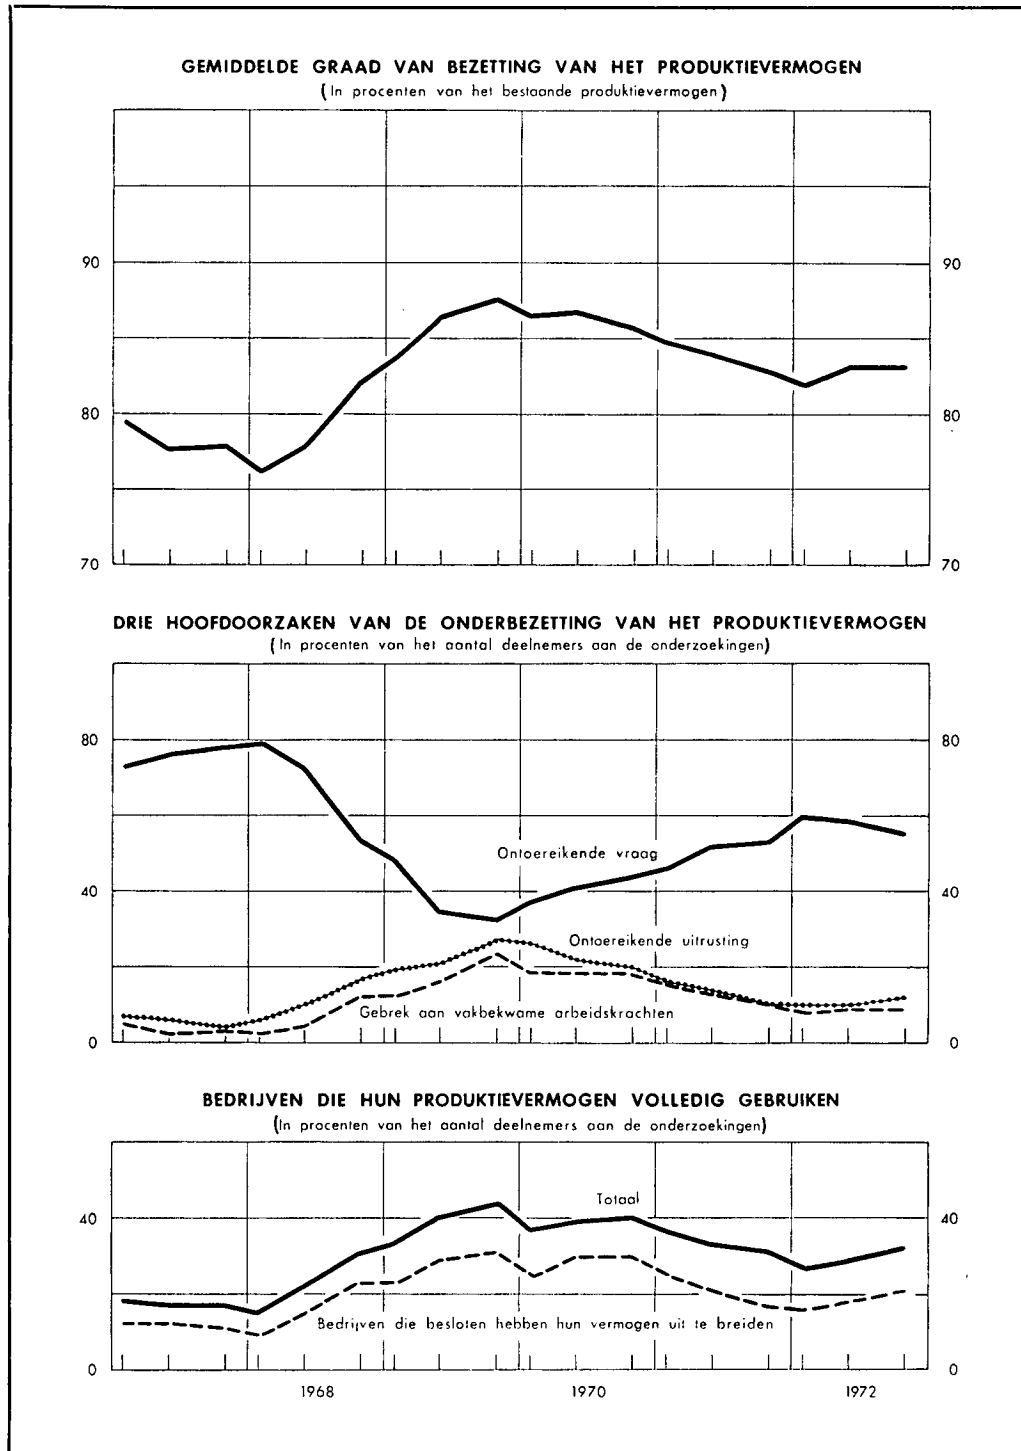 GEMIDDELDE GRAAD VAN BEZETTING VAN HET PRODUKTIEVERMOGEN
(In procenten van het bestaande produktievermogen)
90 90
80 80
70 70
DRIE HOOFDOORZAKEN VAN DE ONDERBEZETTING VAN HET PRODUKTIEVERMOGEN
(In procenten van het aantal deelnemers aan de onderzoekingen)
80 80
Ontoereikende vraag
40 40
Ontoereikende uitrusting
Gebrek aan vakbekwame arbeidskrachten
0 0
BEDRIJVEN DIE HUN PRODUKTIEVERMOGEN VOLLEDIG GEBRUIKEN
(In procenten van het aantal deelnemers aan de onderzoekingen)
Totaal
40 40
Bedrijven die besloten hebben hun vermogen uit te breiden
0 0
1968 1970 1972